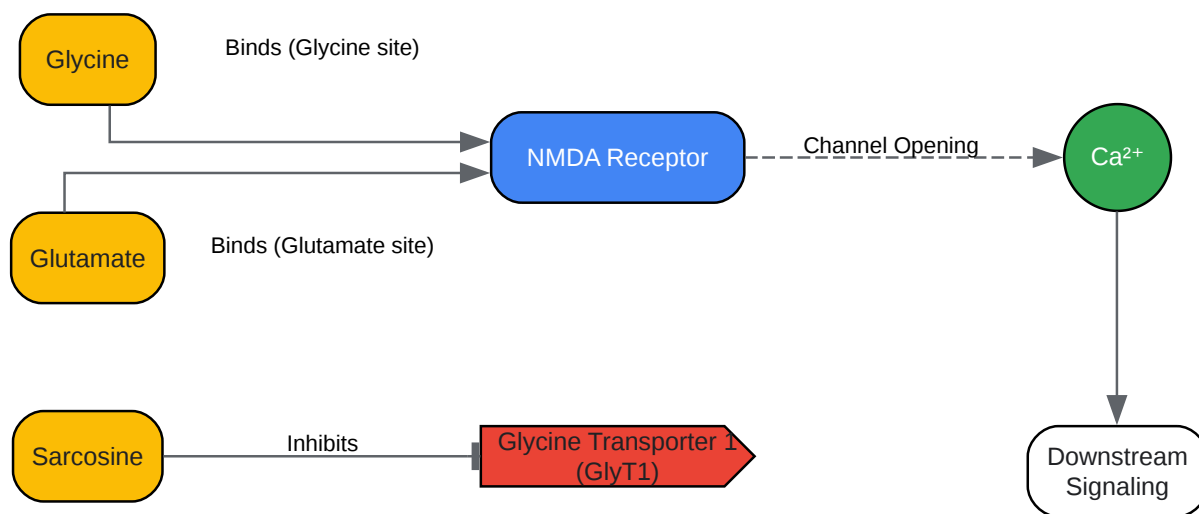 Glycine
Binds (Glycine site)
NMDA Receptor
Channel Opening
Ca²⁺
Glutamate
Binds (Glutamate site)
Sarcosine
Inhibits
Glycine Transporter 1
(GlyT1)
Downstream
Signaling